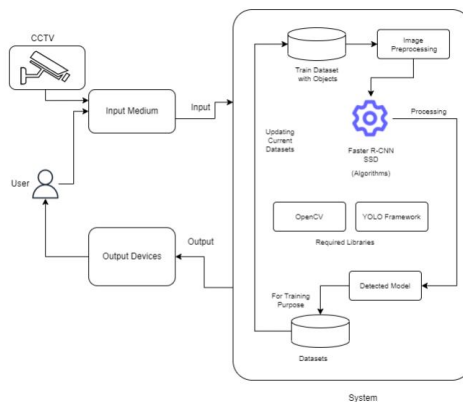 CCTV
Input Medium
Input
User
Output Devices
Output
Train Dataset
with Objects
Image
Preprocessing
Updating
Current
Datasets
Processing
Faster R-CNN
SSD
(Algorithms)
OpenCV
YOLO Framework
Required Libraries
For Training
Purpose
Detected Model
Datasets
System